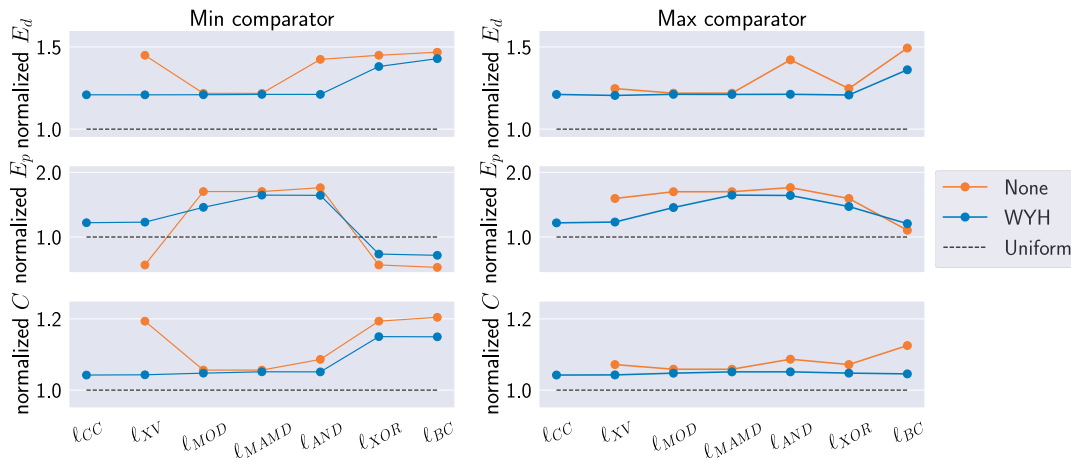 Min comparator
Max comparator
normalized E_d
1.5
1.0
normalized E_d
1.5
1.0
normalized E_p
2.0
1.0
normalized E_p
2.0
1.0
None
WYH
Uniform
normalized C
1.2
1.0
normalized C
1.2
1.0
ℓ_CC ℓ_XV ℓ_MOD ℓ_MAMD ℓ_AND ℓ_XOR ℓ_BC
ℓ_CC ℓ_XV ℓ_MOD ℓ_MAMD ℓ_AND ℓ_XOR ℓ_BC